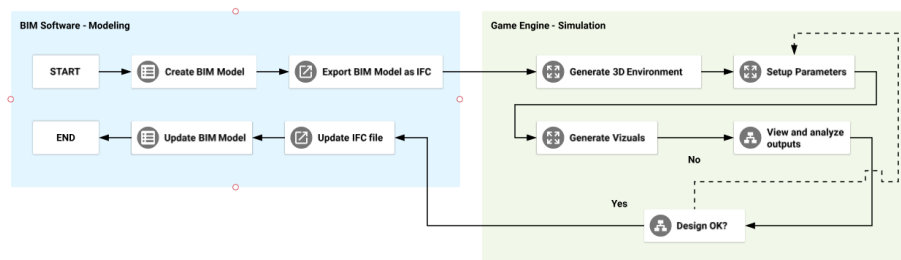 BIM Software - Modeling
Game Engine - Simulation
START
Create BIM Model
Export BIM Model as IFC
Generate 3D Environment
Setup Parameters
END
Update BIM Model
Update IFC file
Generate Vizuals
View and analyze
outputs
No
Yes
Design OK?